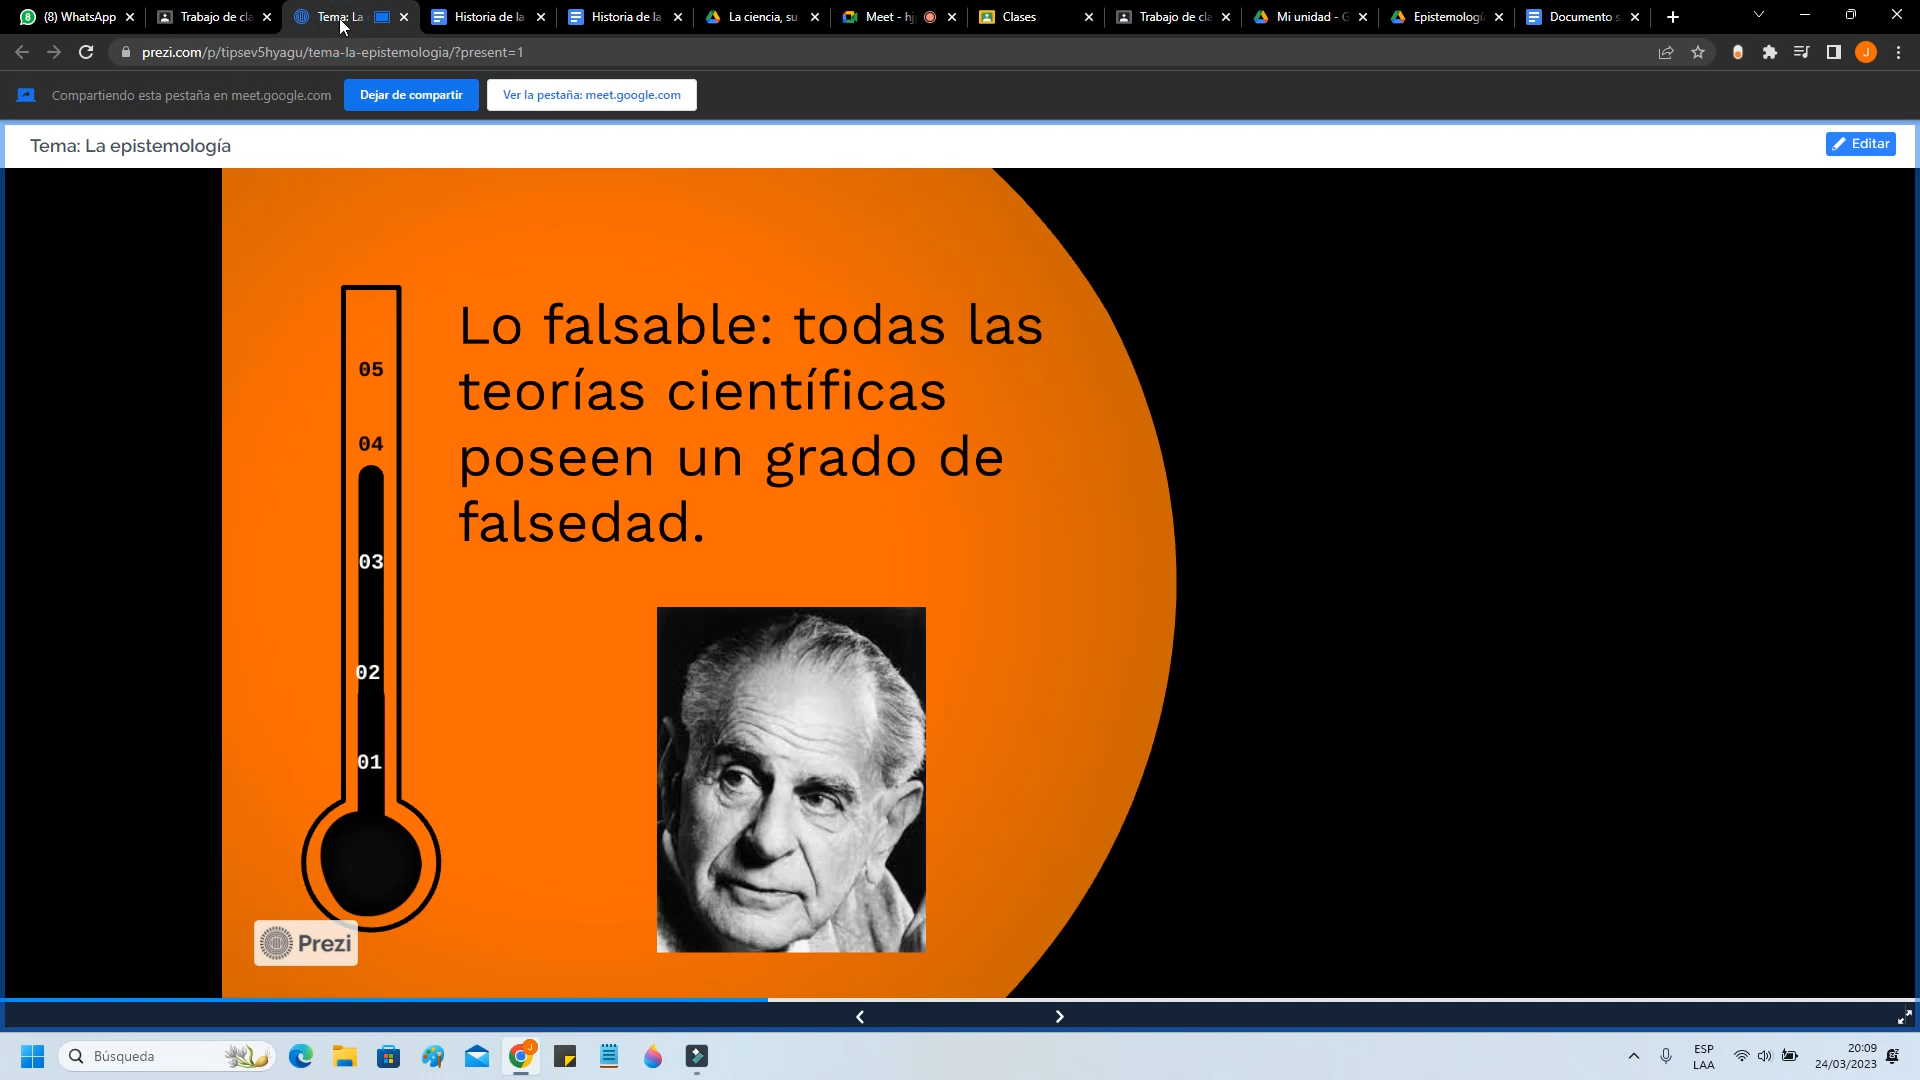 (8) WhatsApp
Trabajo de cla
Tema: La
Historia de la
Historia de la
La ciencia, su
Meet - hj
Clases
Trabajo de cla
Mi unidad - G
Epistemologí
Documento s
prezi.com/p/tipsev5hyagu/tema-la-epistemologia/?present=1
J
Compartiendo esta pestaña en meet.google.com
Dejar de compartir
Ver la pestaña: meet.google.com
Tema: La epistemología
Editar
05
04
03
02
01
Lo falsable: todas las
teorías científicas
poseen un grado de
falsedad.
Prezi
Búsqueda
ESP
LAA
20:09
24/03/2023